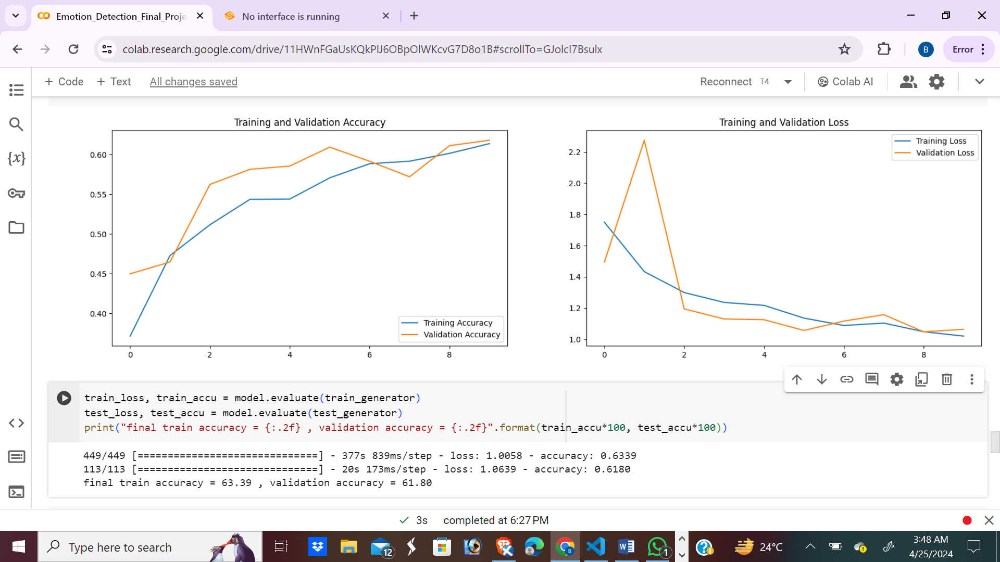 Emotion_Detection_Final_Proje
No interface is running
colab.research.google.com/drive/11HWnFGaUsKQkPlJ6OBpOlWKcvG7D8o1B#scrollTo=GJolcI7Bsulx
B
Error
+ Code + Text All changes saved
Reconnect T4
Colab AI
{x}
Training and Validation Accuracy
0.60
0.55
0.50
0.45
0.40
Training Accuracy
Validation Accuracy
0 2 4 6 8
Training and Validation Loss
Training Loss
Validation Loss
2.2
2.0
1.8
1.6
1.4
1.2
1.0
0 2 4 6 8
train_loss, train_accu = model.evaluate(train_generator)
test_loss, test_accu = model.evaluate(test_generator)
print("final train accuracy = {:.2f} , validation accuracy = {:.2f}".format(train_accu*100, test_accu*100))
449/449 [==============================] - 377s 839ms/step - loss: 1.0058 - accuracy: 0.6339
113/113 [==============================] - 20s 173ms/step - loss: 1.0639 - accuracy: 0.6180
final train accuracy = 63.39 , validation accuracy = 61.80
3s completed at 6:27 PM
Type here to search
12
B
1
24°C
3:48 AM
4/25/2024